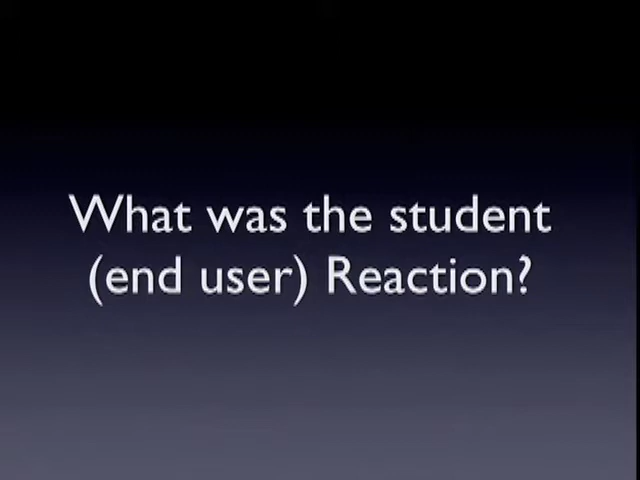 What was the student
(end user) Reaction?